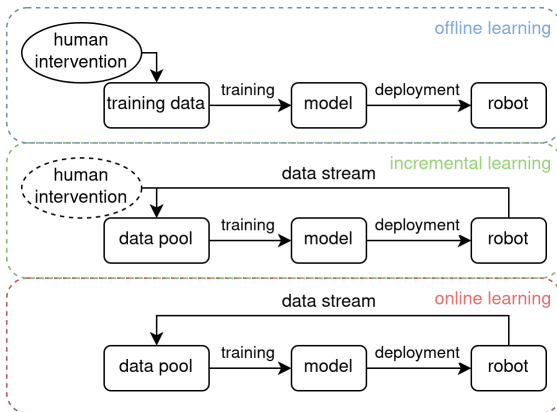 offline learning
human
intervention
training data
training
model
deployment
robot
incremental learning
human
intervention
data stream
data pool
training
model
deployment
robot
online learning
data stream
data pool
training
model
deployment
robot